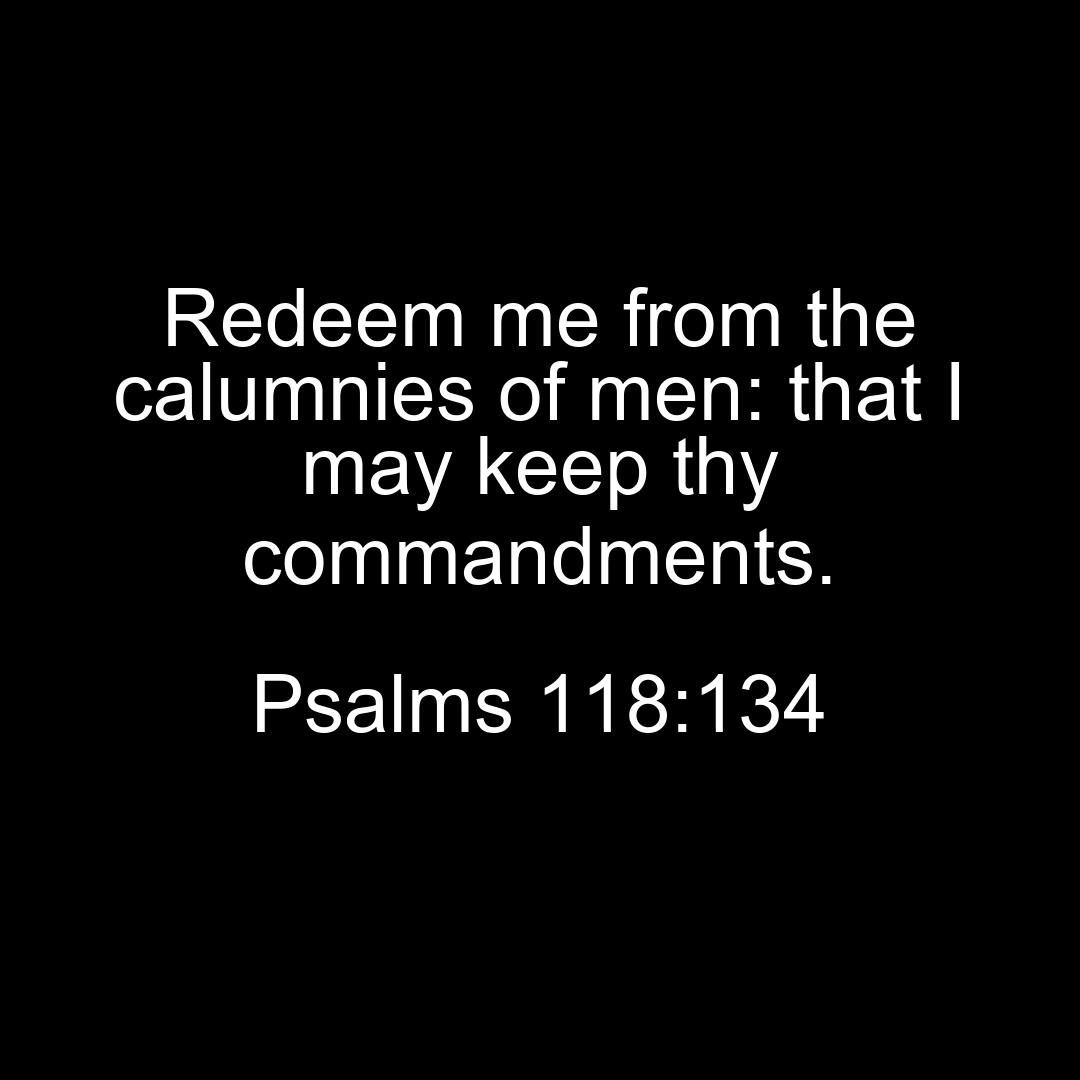 Redeem me from the
calumnies of men: that I
may keep thy
commandments.
Psalms 118:134